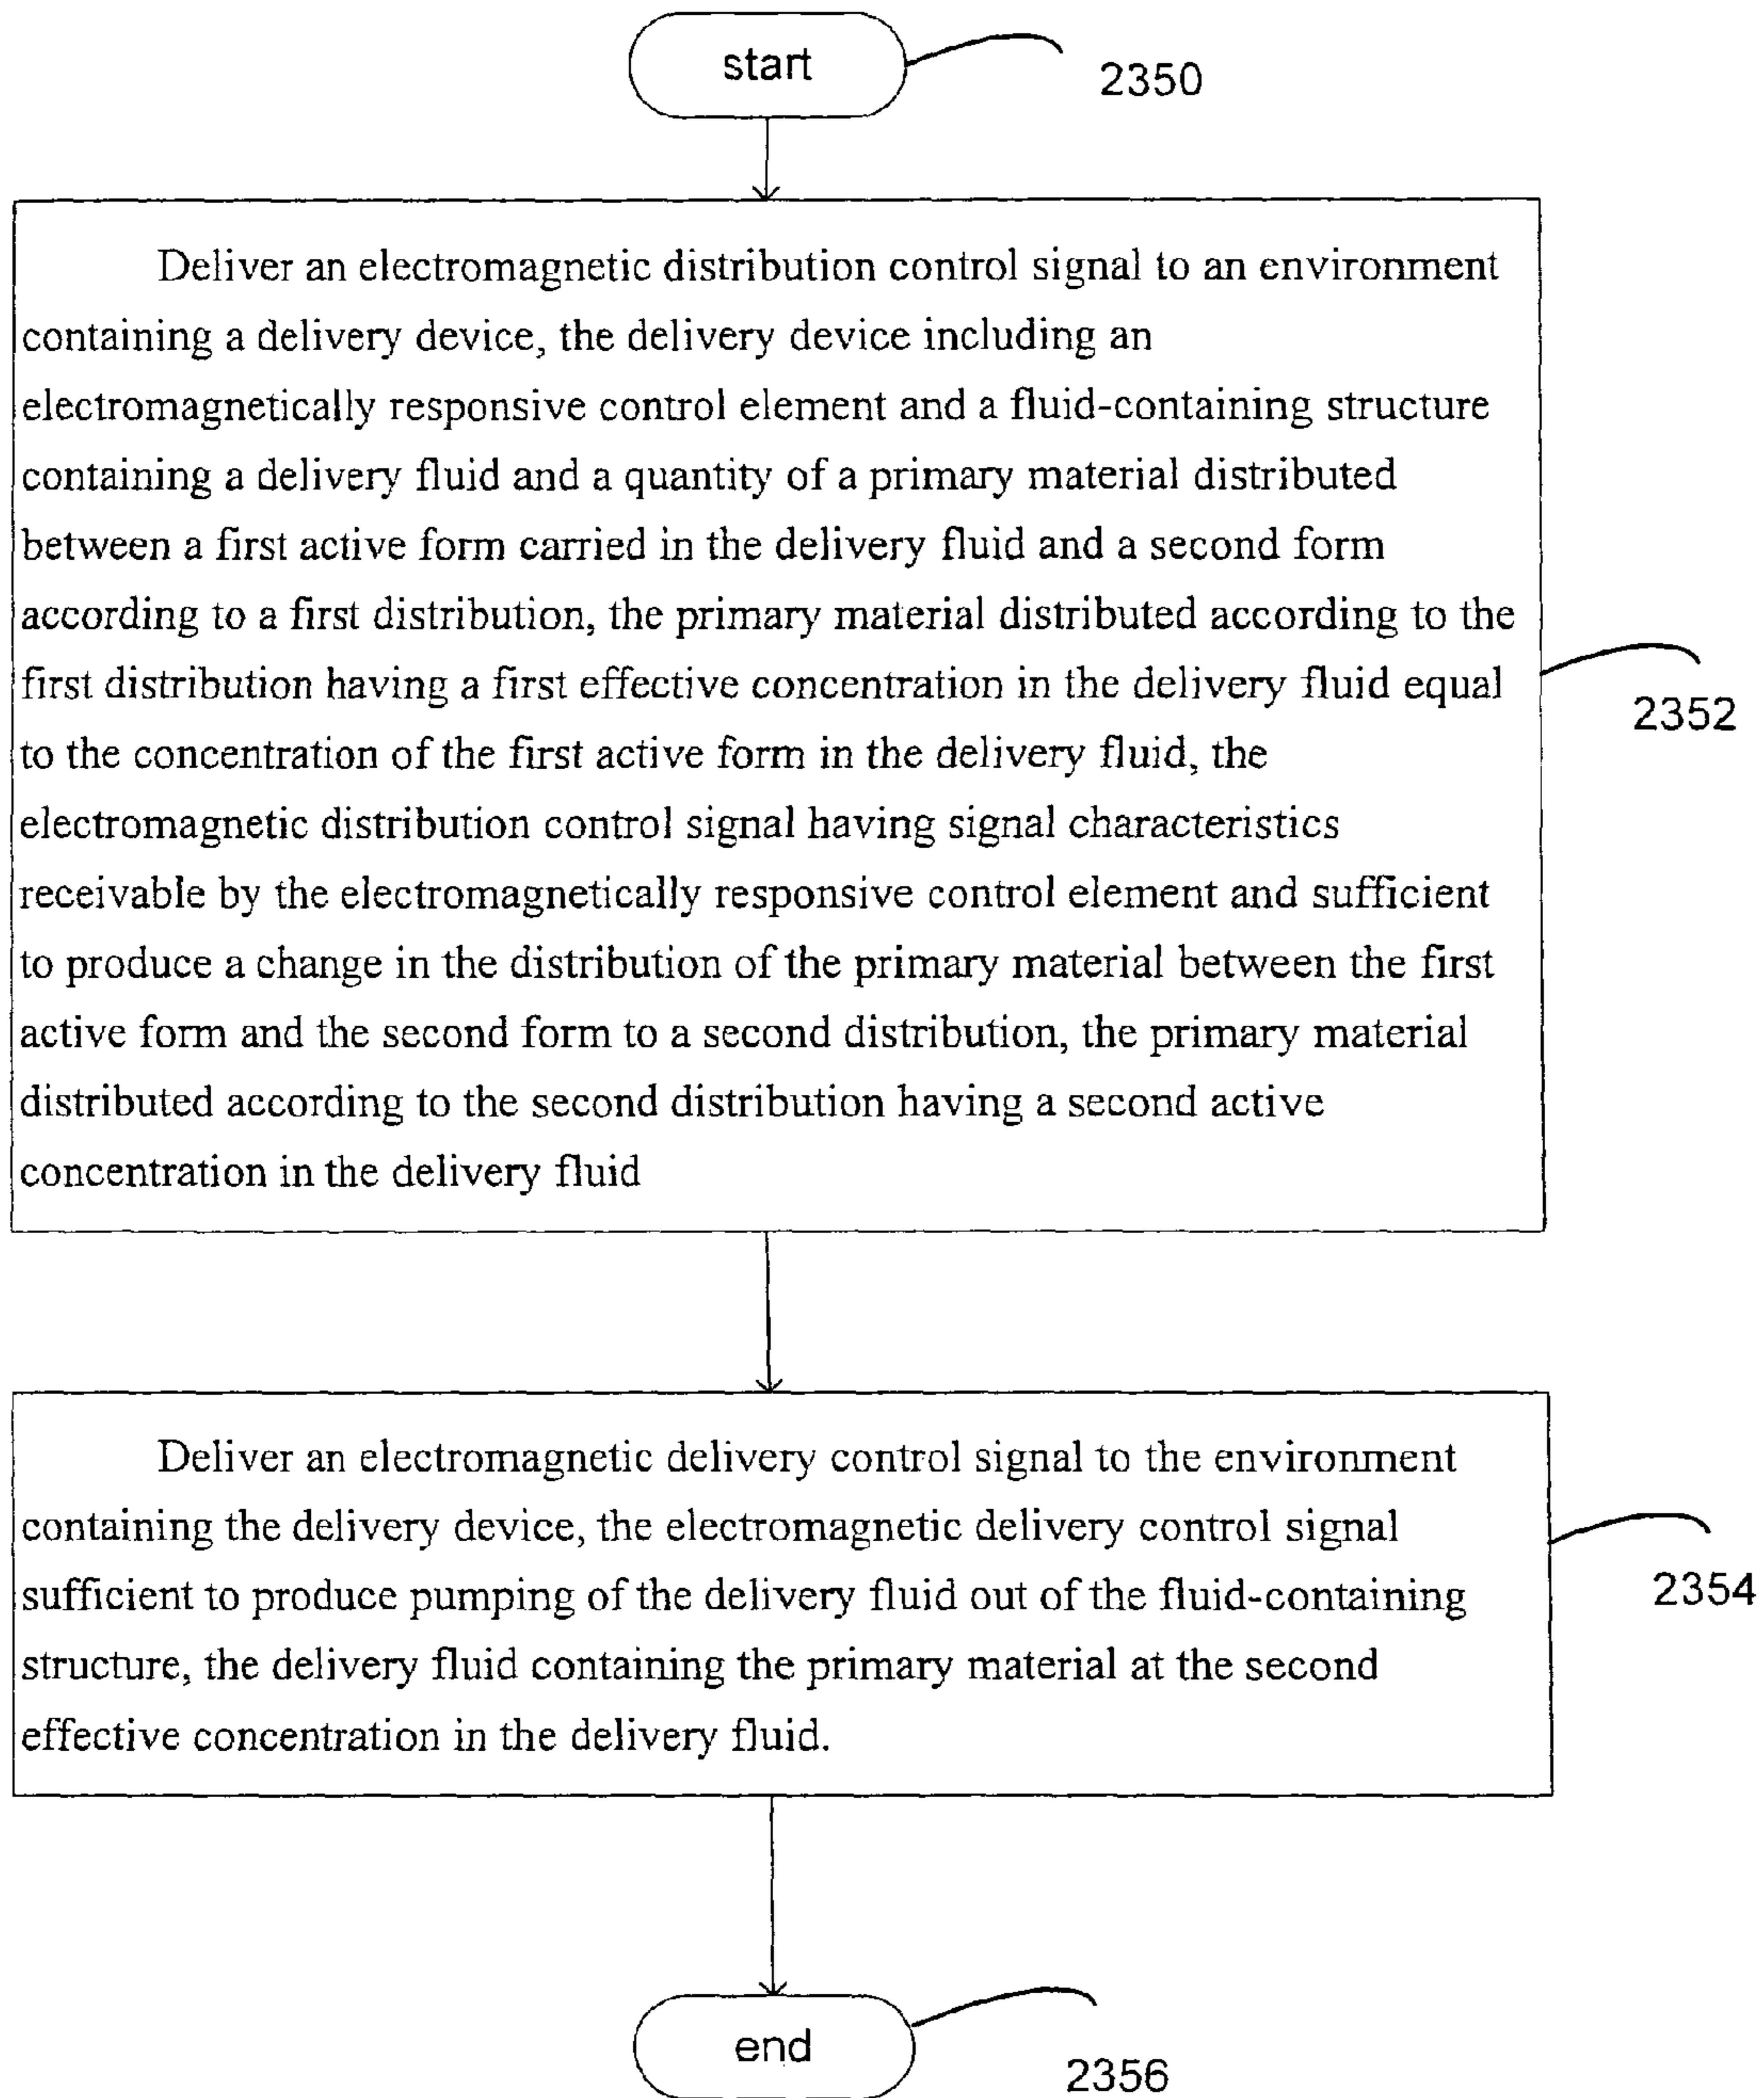 start
2350
Deliver an electromagnetic distribution control signal to an environment
containing a delivery device, the delivery device including an
electromagnetically responsive control element and a fluid-containing structure
containing a delivery fluid and a quantity of a primary material distributed
between a first active form carried in the delivery fluid and a second form
according to a first distribution, the primary material distributed according to the
first distribution having a first effective concentration in the delivery fluid equal
to the concentration of the first active form in the delivery fluid, the
electromagnetic distribution control signal having signal characteristics
receivable by the electromagnetically responsive control element and sufficient
to produce a change in the distribution of the primary material between the first
active form and the second form to a second distribution, the primary material
distributed according to the second distribution having a second active
concentration in the delivery fluid
2352
Deliver an electromagnetic delivery control signal to the environment
containing the delivery device, the electromagnetic delivery control signal
sufficient to produce pumping of the delivery fluid out of the fluid-containing
structure, the delivery fluid containing the primary material at the second
effective concentration in the delivery fluid.
2354
end
2356